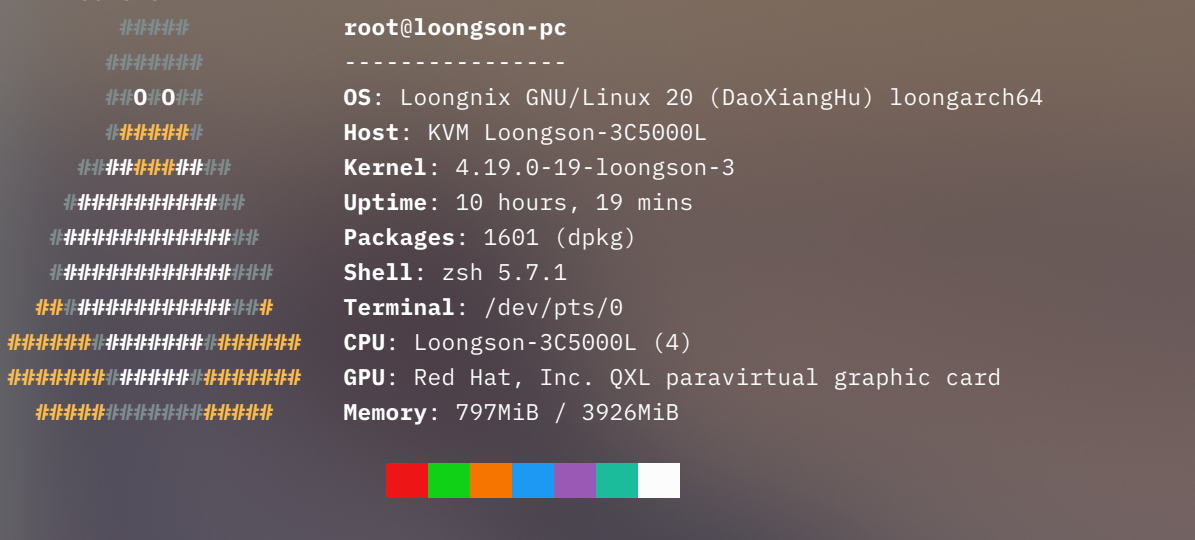 root@loongson-pc
----------------
OS: Loongnix GNU/Linux 20 (DaoXiangHu) loongarch64
Host: KVM Loongson-3C5000L
Kernel: 4.19.0-19-loongson-3
Uptime: 10 hours, 19 mins
Packages: 1601 (dpkg)
Shell: zsh 5.7.1
Terminal: /dev/pts/0
CPU: Loongson-3C5000L (4)
GPU: Red Hat, Inc. QXL paravirtual graphic card
Memory: 797MiB / 3926MiB